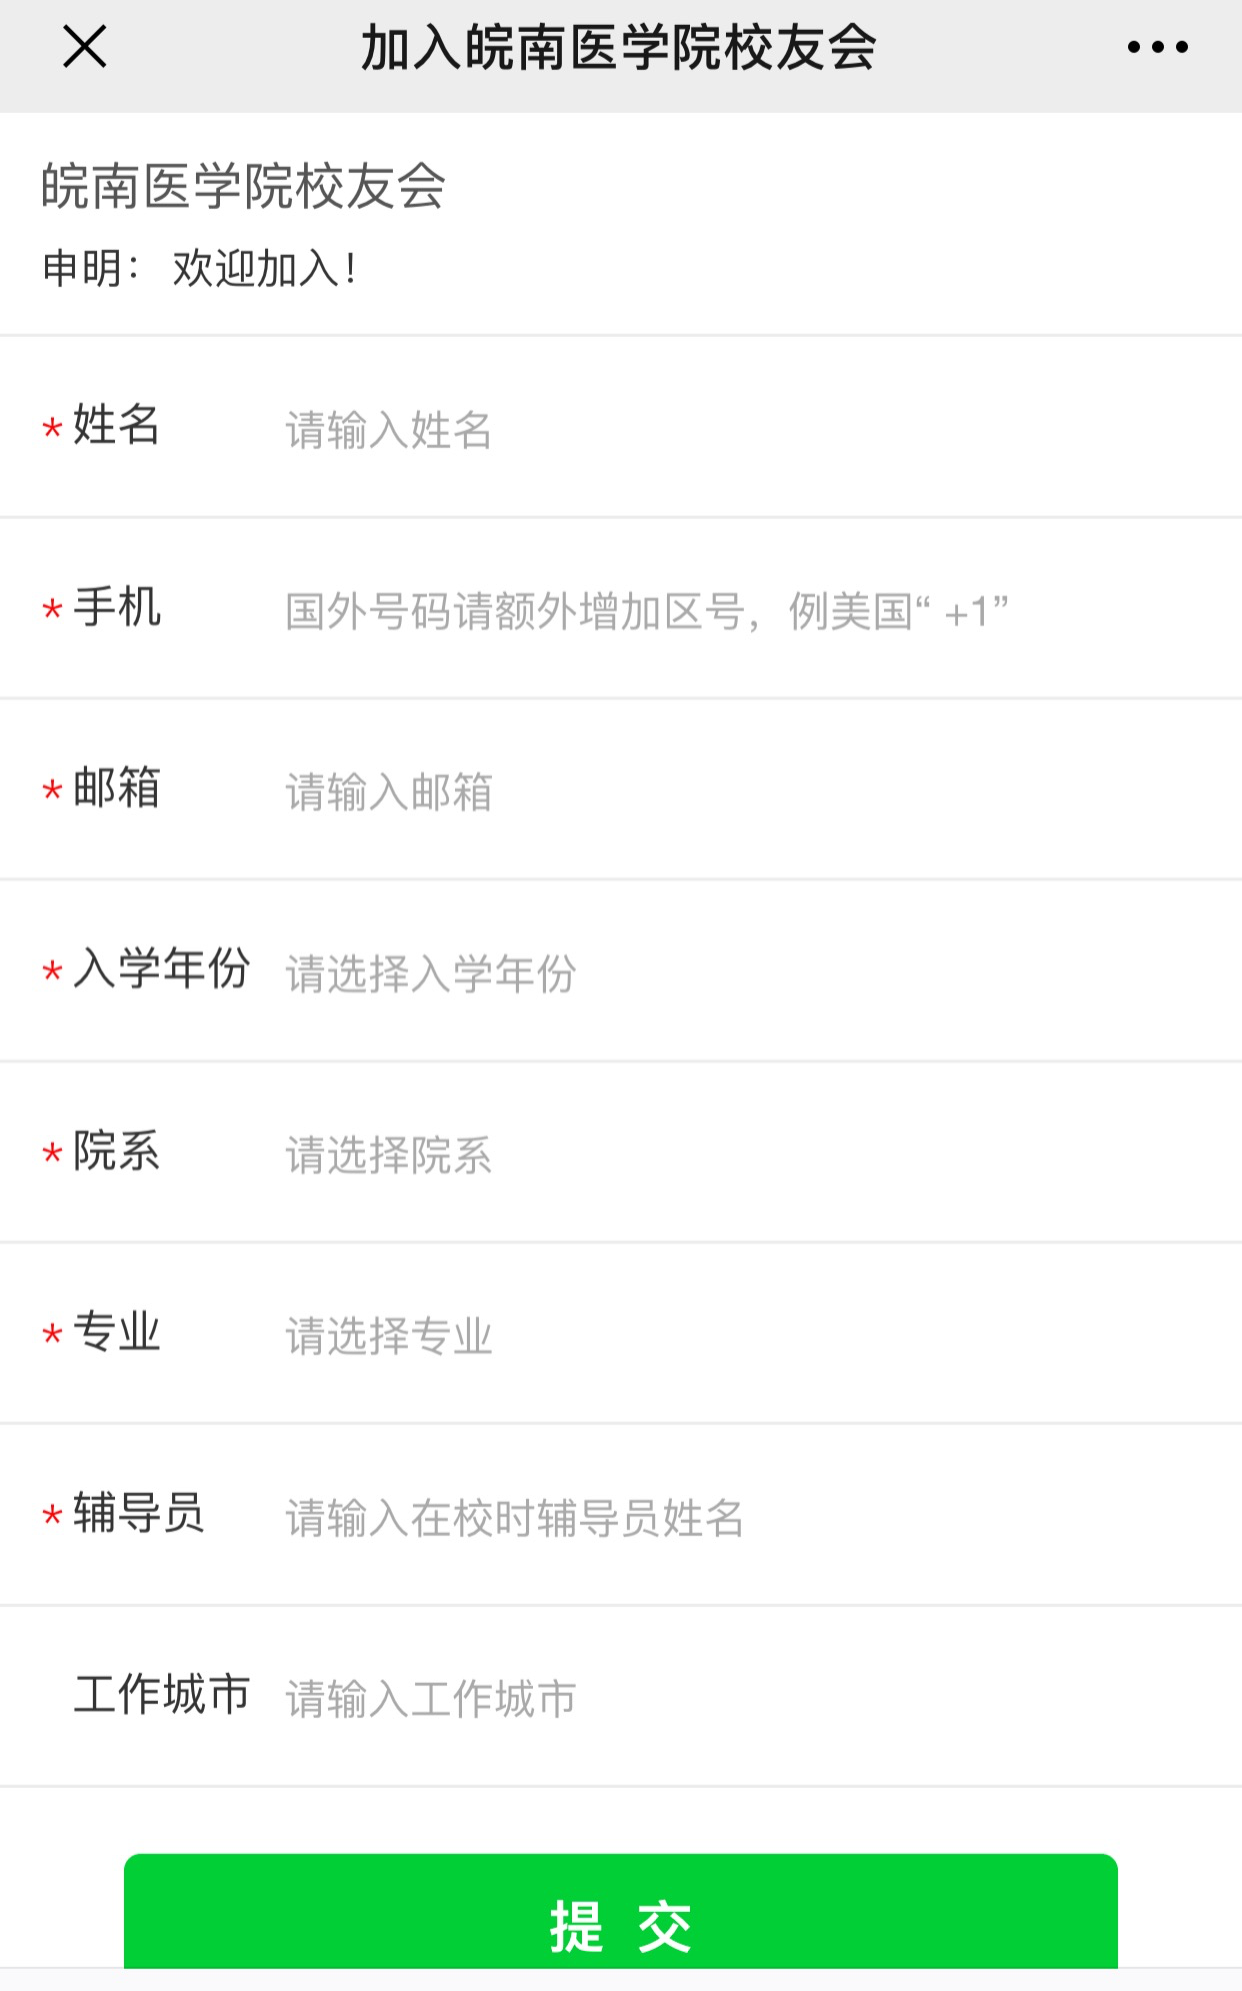 加入皖南医学院校友会
皖南医学院校友会
申明： 欢迎加入！
*姓名 请输入姓名
*手机 国外号码请额外增加区号，例美国“ +1”
*邮箱 请输入邮箱
*入学年份 请选择入学年份
*院系 请选择院系
*专业 请选择专业
*辅导员 请输入在校时辅导员姓名
工作城市 请输入工作城市
提 交